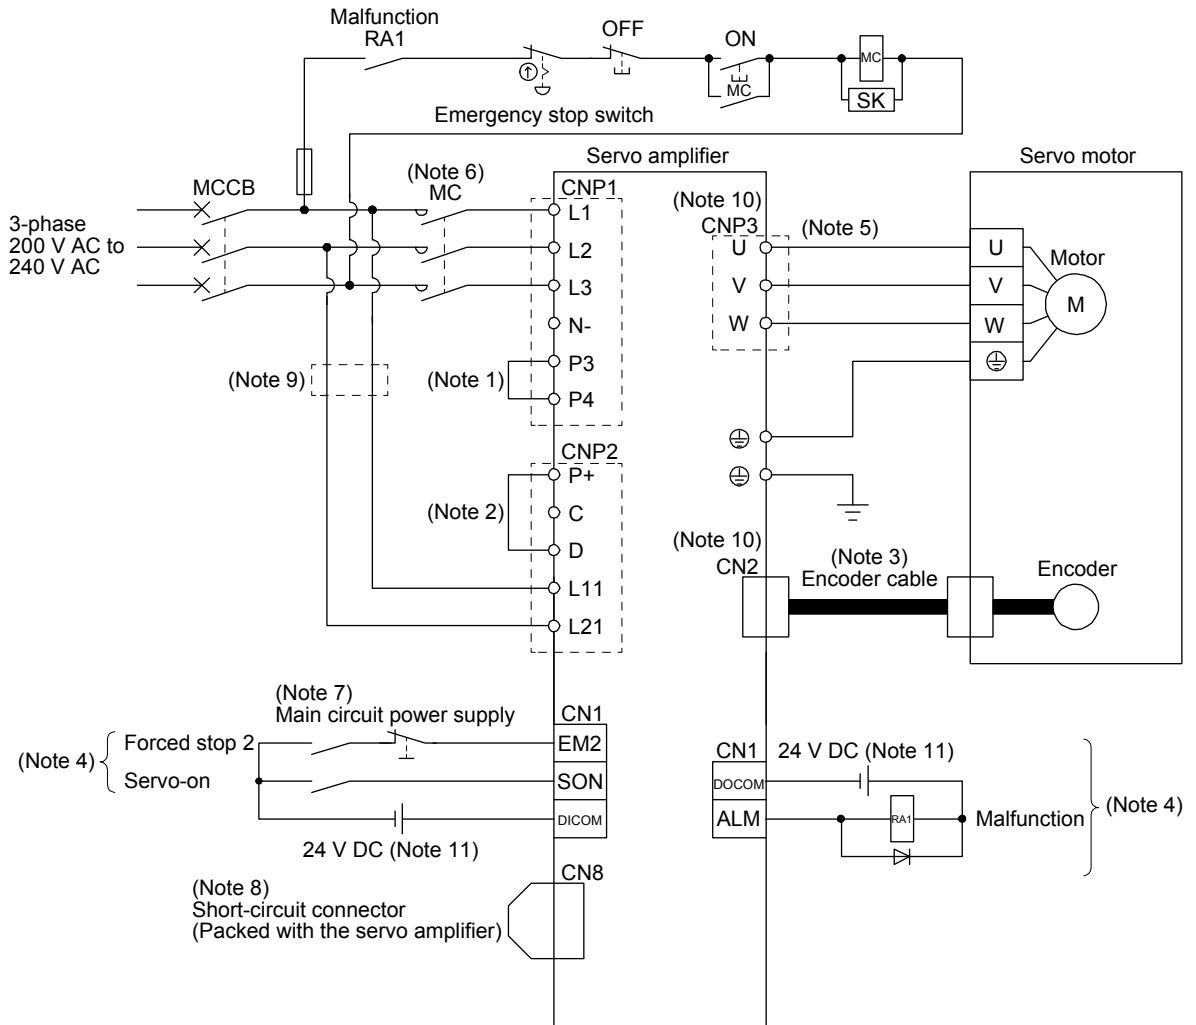 Malfunction
RA1
OFF
ON
MC
MC
SK
Emergency stop switch
Servo amplifier
Servo motor
MCCB
(Note 6)
MC
CNP1
(Note 10)
CNP3
(Note 5)
3-phase
200 V AC to
240 V AC
L1
L2
L3
N-
P3
P4
U
V
W
U
V
W
Motor
M
(Note 9)
(Note 1)
CNP2
P+
C
D
L11
L21
(Note 2)
(Note 10)
CN2
(Note 3)
Encoder cable
Encoder
(Note 7)
Main circuit power supply
CN1
(Note 4)
Forced stop 2
Servo-on
EM2
SON
DICOM
24 V DC (Note 11)
CN1
24 V DC (Note 11)
DOCOM
ALM
RA1
Malfunction
(Note 4)
(Note 8)
Short-circuit connector
(Packed with the servo amplifier)
CN8